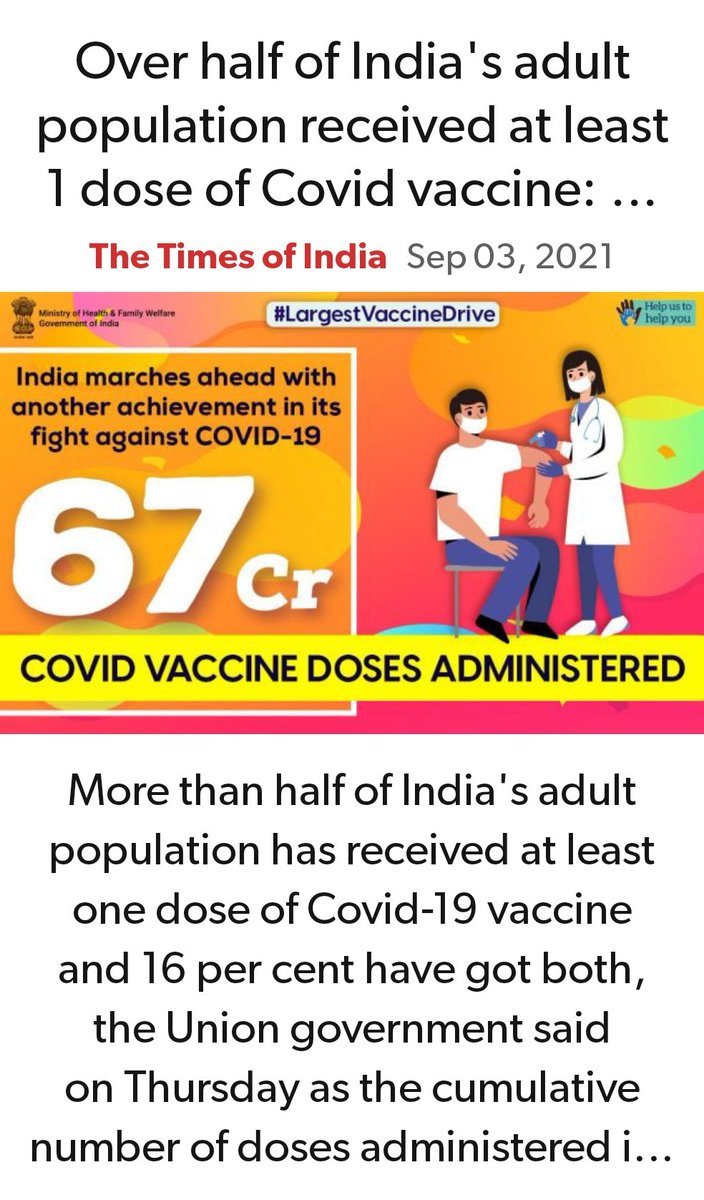 Over half of India's adult
population received at least
1 dose of Covid vaccine: ...
The Times of India Sep 03, 2021
Ministry of Health & Family Welfare
Government of India
#LargestVaccineDrive
Help us to
help you
India marches ahead with
another achievement in its
fight against COVID-19
67 Cr
COVID VACCINE DOSES ADMINISTERED
More than half of India's adult
population has received at least
one dose of Covid-19 vaccine
and 16 per cent have got both,
the Union government said
on Thursday as the cumulative
number of doses administered i...